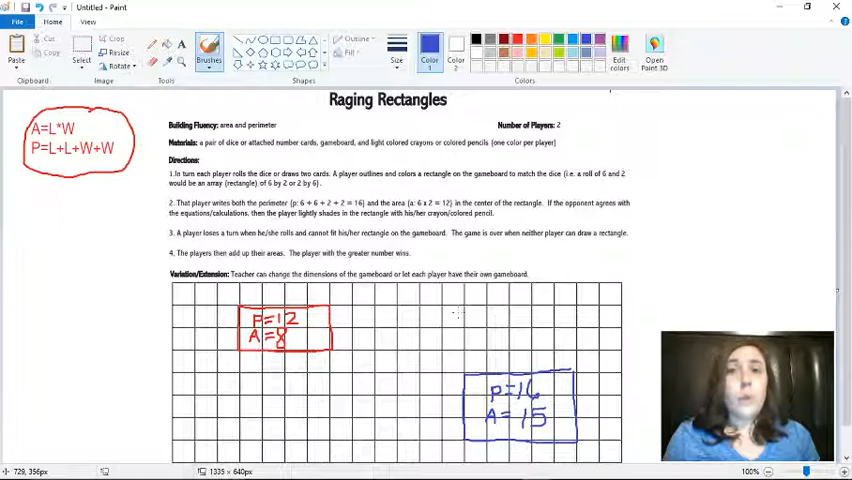 Untitled - Paint
File
Home
View
Paste
Cut
Copy
Clipboard
Select
Crop
Resize
Rotate
Image
Tools
Brushes
Shapes
Outline
Fill
Size
Color 1
Color 2
Edit colors
Open Paint 3D
Colors
A=L*W
P=L+L+W+W
Raging Rectangles
Building Fluency: area and perimeter
Number of Players: 2
Materials: a pair of dice or attached number cards, gameboard, and light colored crayons or colored pencils (one color per player)
Directions:
1.In turn each player rolls the dice or draws two cards. A player outlines and colors a rectangle on the gameboard to match the dice (i.e. a roll of 6 and 2
would be an array (rectangle) of 6 by 2 or 2 by 6).
2. That player writes both the perimeter (p: 6 + 6 + 2 + 2 = 16) and the area (a: 6 x 2 = 12) in the center of the rectangle. If the opponent agrees with
the equations/calculations, then the player lightly shades in the rectangle with his/her crayon/colored pencil.
3. A player loses a turn when he/she rolls and cannot fit his/her rectangle on the gameboard. The game is over when neither player can draw a rectangle.
4. The players then add up their areas. The player with the greater number wins.
Variation/Extension: Teacher can change the dimensions of the gameboard or let each player have their own gameboard.
P=12
A=8
P=16
A=15
729, 356px
1335 × 640px
100%